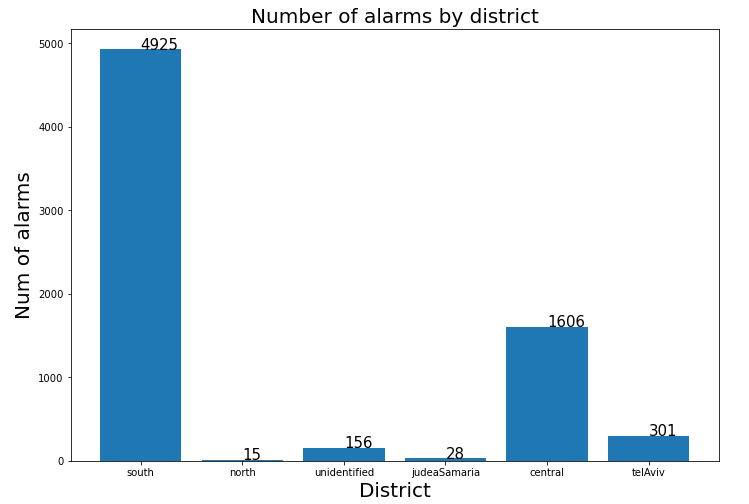 Number of alarms by district
Num of alarms
5000
4000
3000
2000
1000
0
4925
15
156
28
1606
301
south
north
unidentified
judeaSamaria
central
telAviv
District